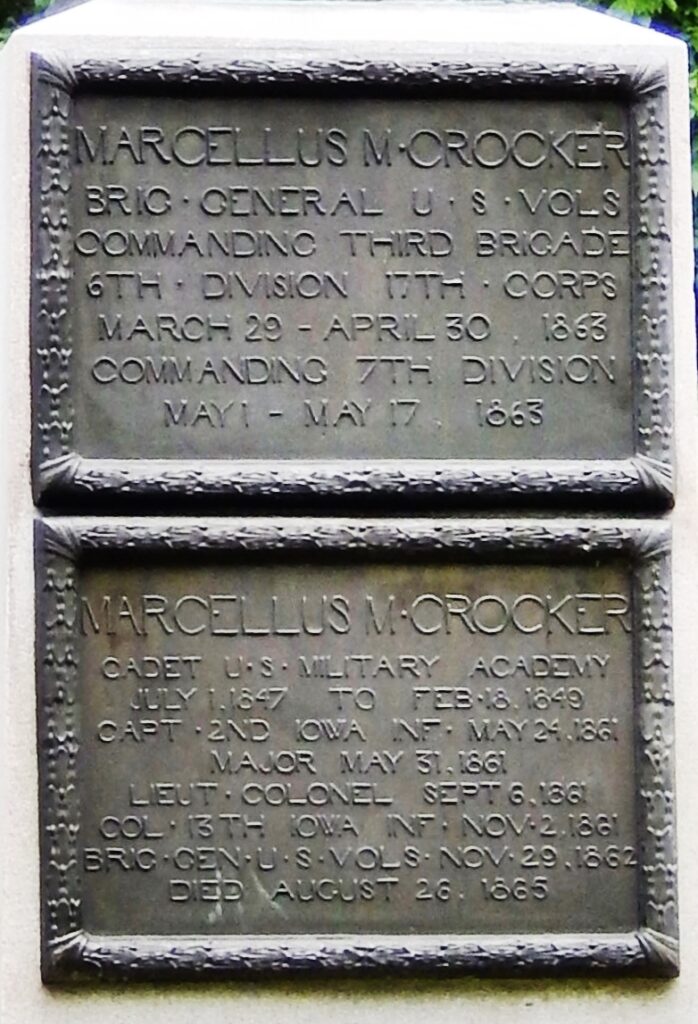 MARCELLUS M·CROCKER
BRIG·GENERAL U·S·VOLS
COMMANDING THIRD BRIGADE
6TH·DIVISION 17TH·CORPS
MARCH 29 - APRIL 30, 1863
COMMANDING 7TH DIVISION
MAY 1 - MAY 17, 1863
MARCELLUS M·CROCKER
CADET U·S·MILITARY ACADEMY
JULY 1,1847 TO FEB·18,1849
CAPT·2ND IOWA INF·MAY 24,1861
MAJOR MAY 31,1861
LIEUT·COLONEL SEPT 6,1861
COL·13TH IOWA INF·NOV·2,1861
BRIG·GEN·U·S·VOLS·NOV·29,1862
DIED AUGUST 26, 1865